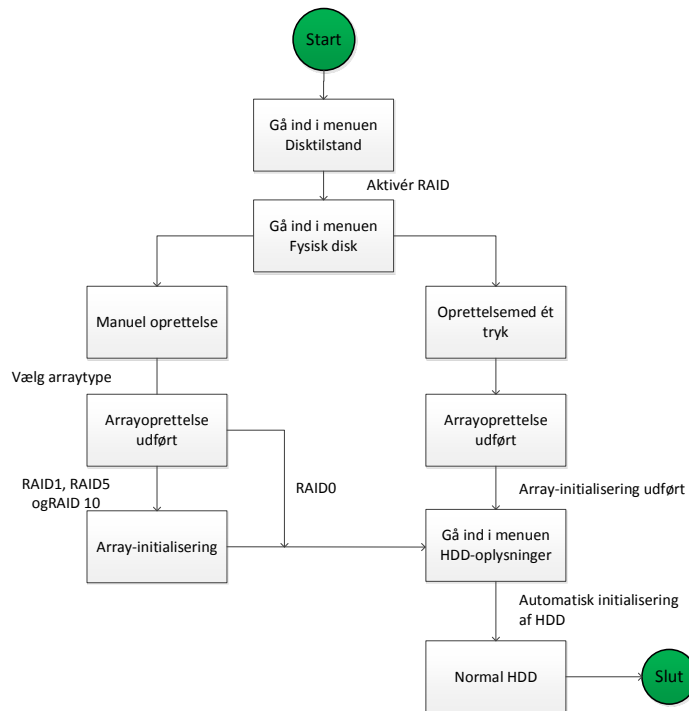 Start
Gå ind i menuen
Disktilstand
Aktivér RAID
Gå ind i menuen
Fysisk disk
Manuel oprettelse
Oprettelsemed ét
tryk
Vælg arraytype
Arrayoprettelse
udført
Arrayoprettelse
udført
RAID1, RAID5
ogRAID 10
RAID0
Array-initialisering udført
Array-initialisering
Gå ind i menuen
HDD-oplysninger
Automatisk initialisering
af HDD
Normal HDD
Slut